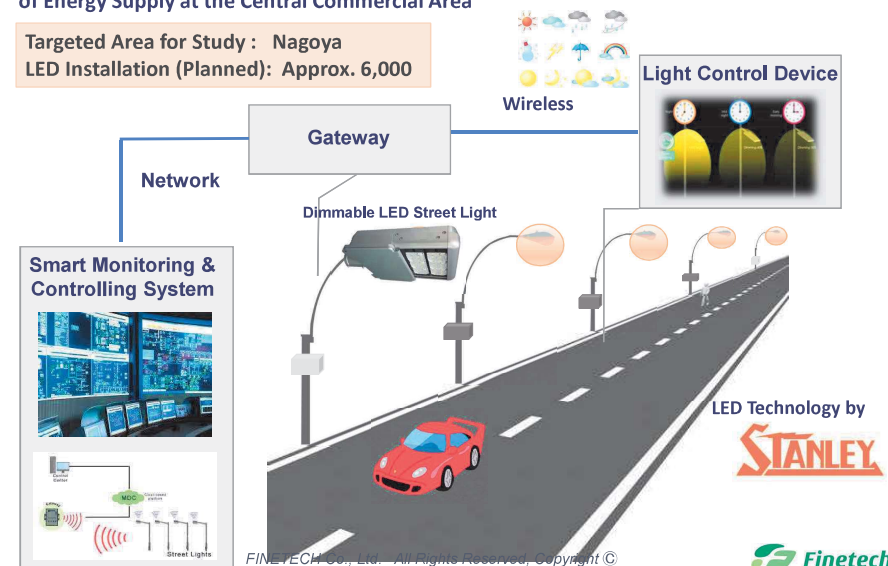 of Energy Supply at the Central Commercial Area
Targeted Area for Study : Nagoya
LED Installation (Planned): Approx. 6,000
Wireless
Light Control Device
Gateway
Network
Dimmable LED Street Light
Smart Monitoring &
Controlling System
LED Technology by
STANLEY
Control
Center
MDC
Street Lights
FINETECH Co., Ltd. All Rights Reserved, Copyright ©
Finetech